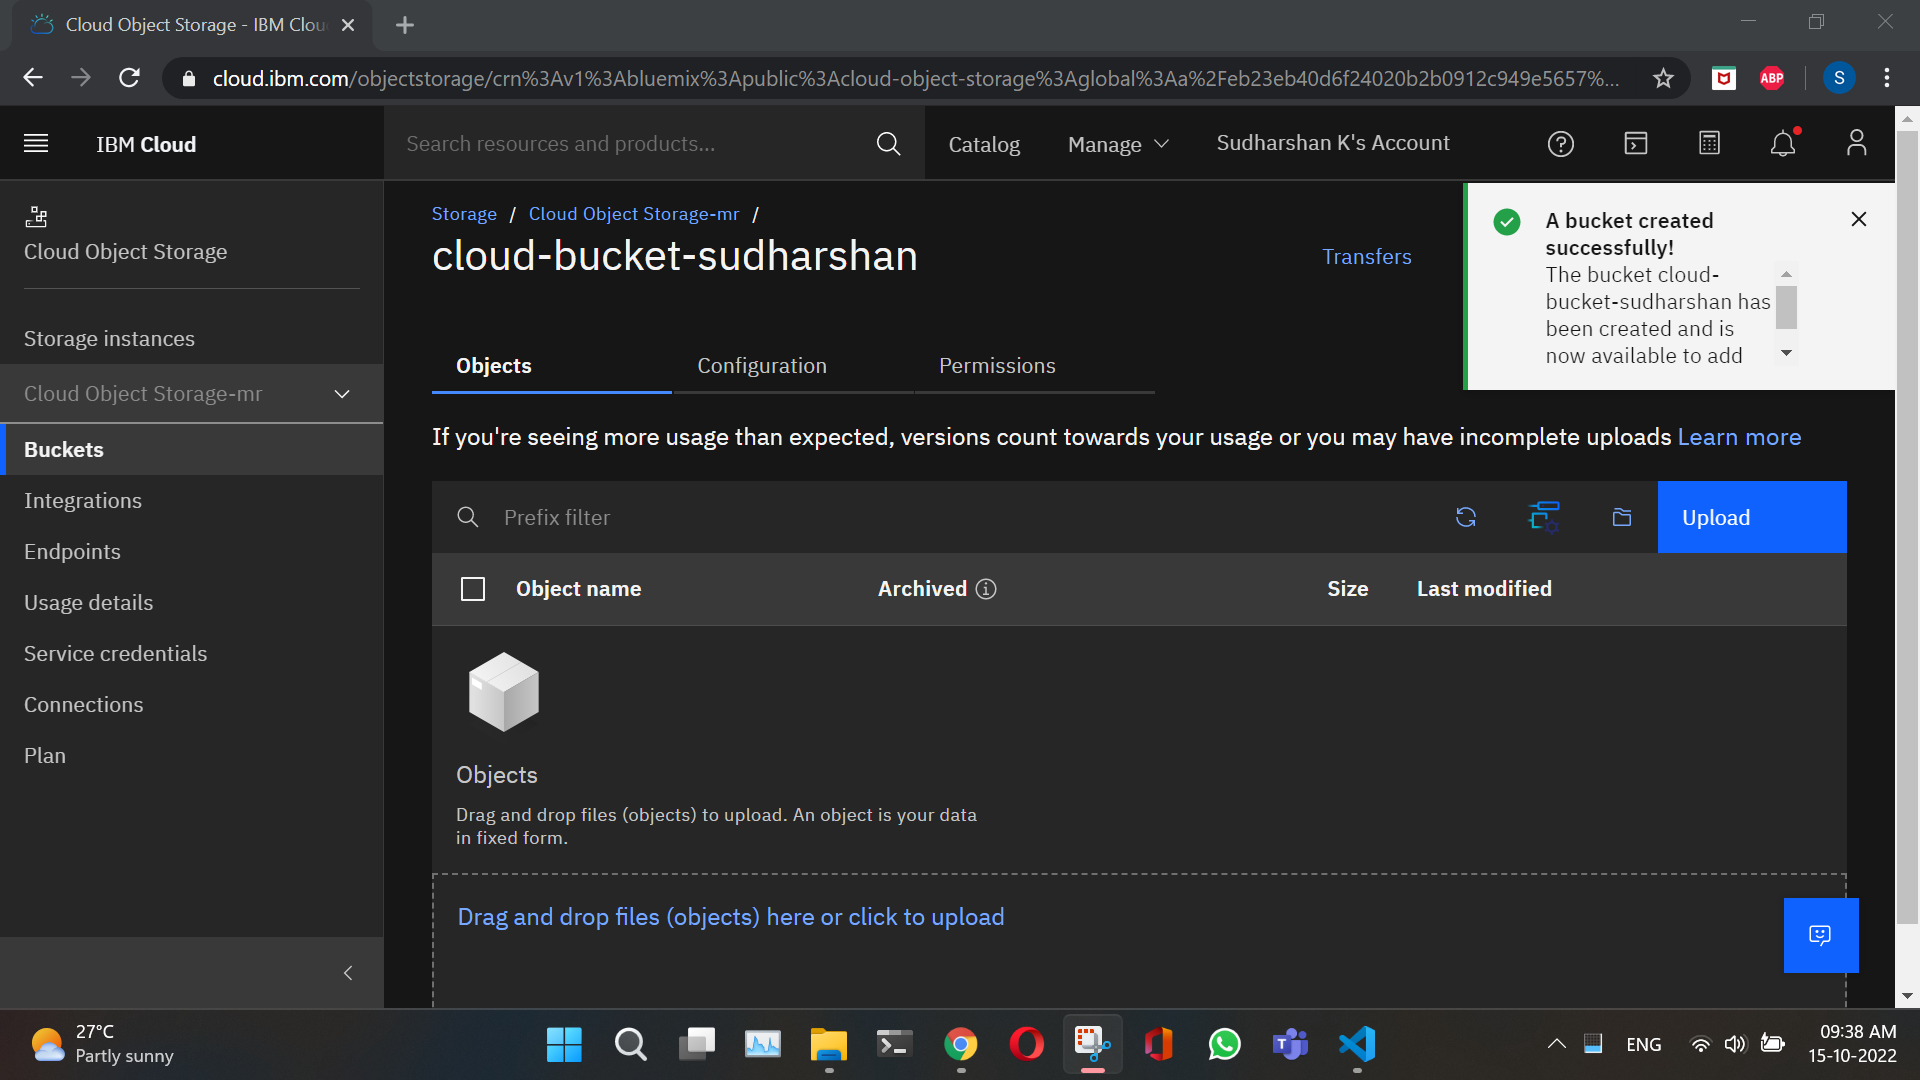 Cloud Object Storage - IBM Clou
cloud.ibm.com/objectstorage/crn%3Av1%3Abluemix%3Apublic%3Acloud-object-storage%3Aglobal%3Aa%2Feb23eb40d6f24020b2b0912c949e5657%...
ABP
S
IBM Cloud
Search resources and products...
Catalog
Manage
Sudharshan K's Account
Cloud Object Storage
Storage instances
Cloud Object Storage-mr
Buckets
Integrations
Endpoints
Usage details
Service credentials
Connections
Plan
Storage / Cloud Object Storage-mr /
cloud-bucket-sudharshan
Transfers
A bucket created
successfully!
The bucket cloud-
bucket-sudharshan has
been created and is
now available to add
Objects
Configuration
Permissions
If you're seeing more usage than expected, versions count towards your usage or you may have incomplete uploads Learn more
Prefix filter
Upload
Object name
Archived
Size
Last modified
Objects
Drag and drop files (objects) to upload. An object is your data
in fixed form.
Drag and drop files (objects) here or click to upload
27°C
Partly sunny
ENG
09:38 AM
15-10-2022